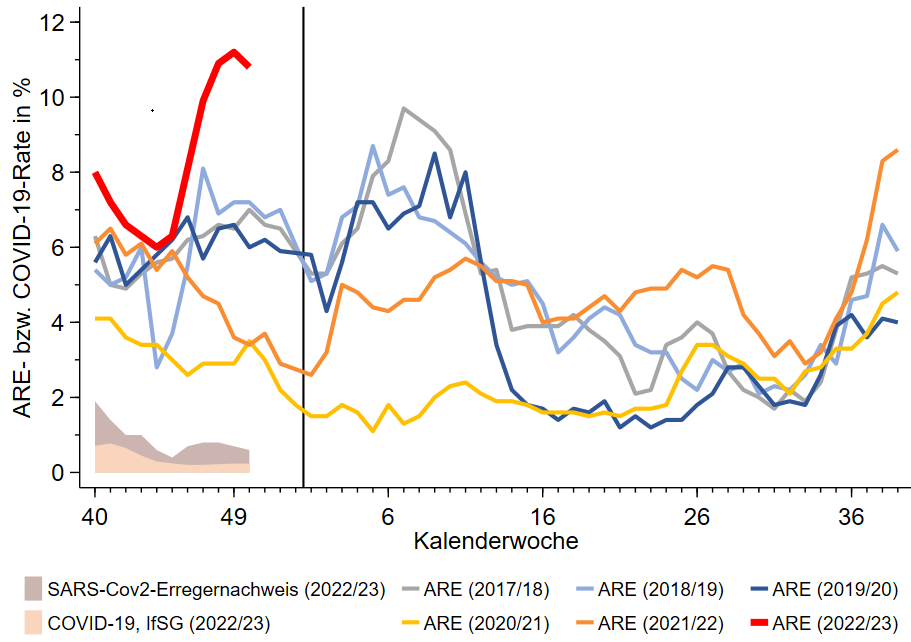 ARE- bzw. COVID-19-Rate in %
12
10
8
6
4
2
0
40 49 6 16 26 36
Kalenderwoche
SARS-Cov2-Erregernachweis (2022/23) ARE (2017/18) ARE (2018/19) ARE (2019/20)
COVID-19, IfSG (2022/23) ARE (2020/21) ARE (2021/22) ARE (2022/23)